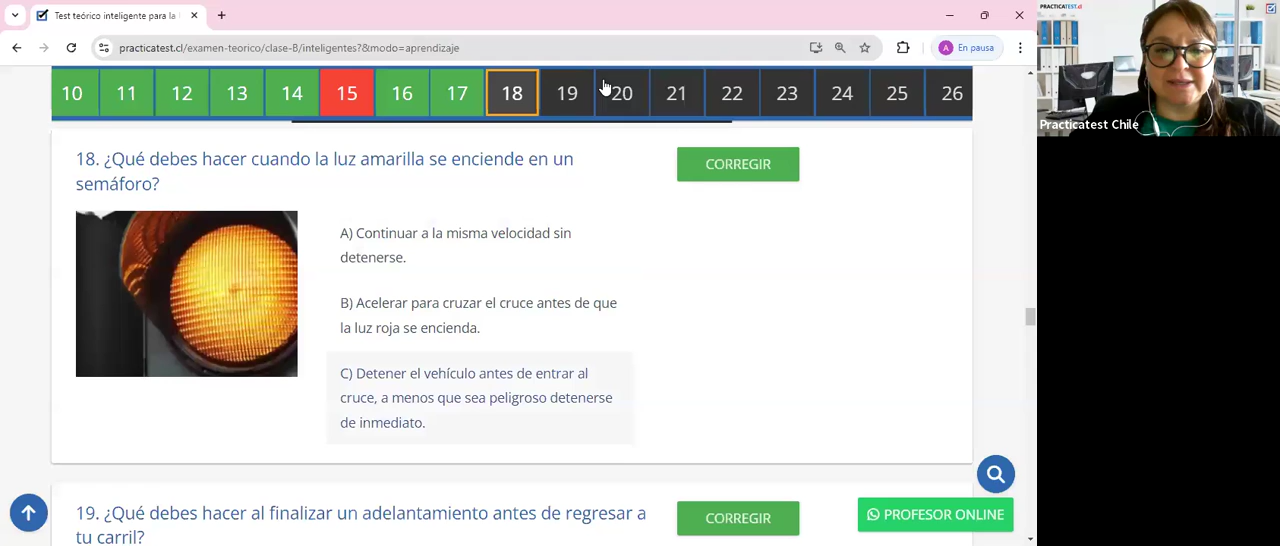 Test teórico inteligente para la
practicatest.cl/examen-teorico/clase-B/inteligentes?&modo=aprendizaje
A En pausa
10 11 12 13 14 15 16 17 18 19 20 21 22 23 24 25 26
18. ¿Qué debes hacer cuando la luz amarilla se enciende en un
semáforo?
CORREGIR
A) Continuar a la misma velocidad sin
detenerse.
B) Acelerar para cruzar el cruce antes de que
la luz roja se encienda.
C) Detener el vehículo antes de entrar al
cruce, a menos que sea peligroso detenerse
de inmediato.
19. ¿Qué debes hacer al finalizar un adelantamiento antes de regresar a
tu carril?
CORREGIR
PROFESOR ONLINE
PRACTICATEST.cl
Practicatest Chile